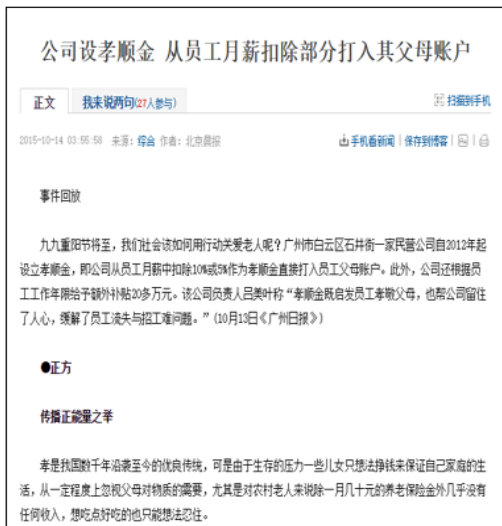 公司设孝顺金 从员工月薪扣除部分打入其父母账户
正文 我来说两句(27人参与) 扫描到手机
2015-10-14 03:55:58 来源：综合 作者：北京晨报 手机看新闻 | 保存到博客
事件回放
九九重阳节将至，我们社会该如何用行动关爱老人呢？广州市白云区石井街一家民营公司自2012年起
设立孝顺金，即公司从员工月薪中扣除10%或5%作为孝顺金直接打入员工父母账户。此外，公司还根据员
工工作年限给予额外补贴20多万元。该公司负责人吕美叶称“孝顺金既启发员工孝敬父母，也帮公司留住
了人心，缓解了员工流失与招工难问题。”(10月13日《广州日报》)
●正方
传播正能量之举
孝是我国数千年沿袭至今的优良传统，可是由于生存的压力一些儿女只想法挣钱来保证自己家庭的生
活，从一定程度上忽视父母对物质的需要，尤其是对农村老人来说除一月几十元的养老保险金外几乎没有
任何收入，想吃点好吃的也只能想法忍住。